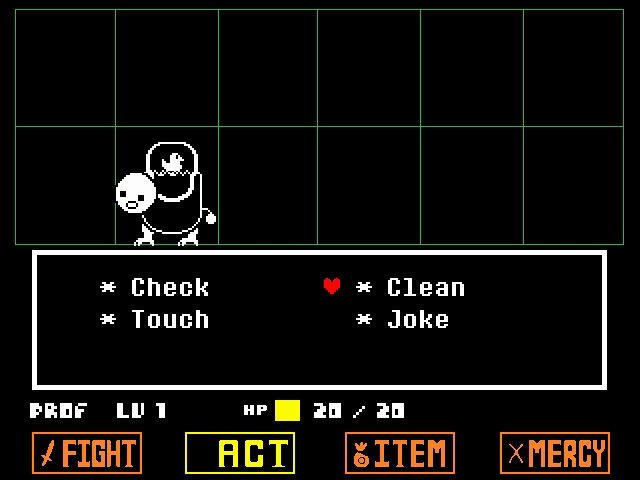 * Check * Clean
* Touch * Joke
PROF LV 1 HP 20 / 20
FIGHT ACT ITEM MERCY